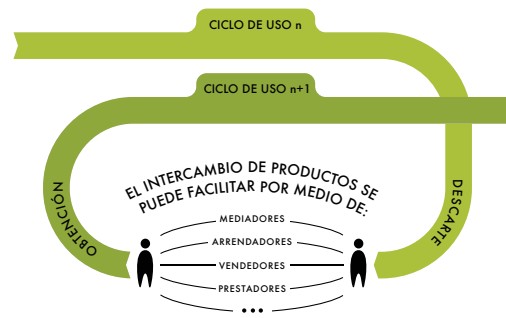 CICLO DE USO n
CICLO DE USO n+1
EL INTERCAMBIO DE PRODUCTOS SE
PUEDE FACILITAR POR MEDIO DE:
OBTENCIÓN
DESCARTE
MEDIADORES
ARRENDADORES
VENDEDORES
PRESTADORES
•••